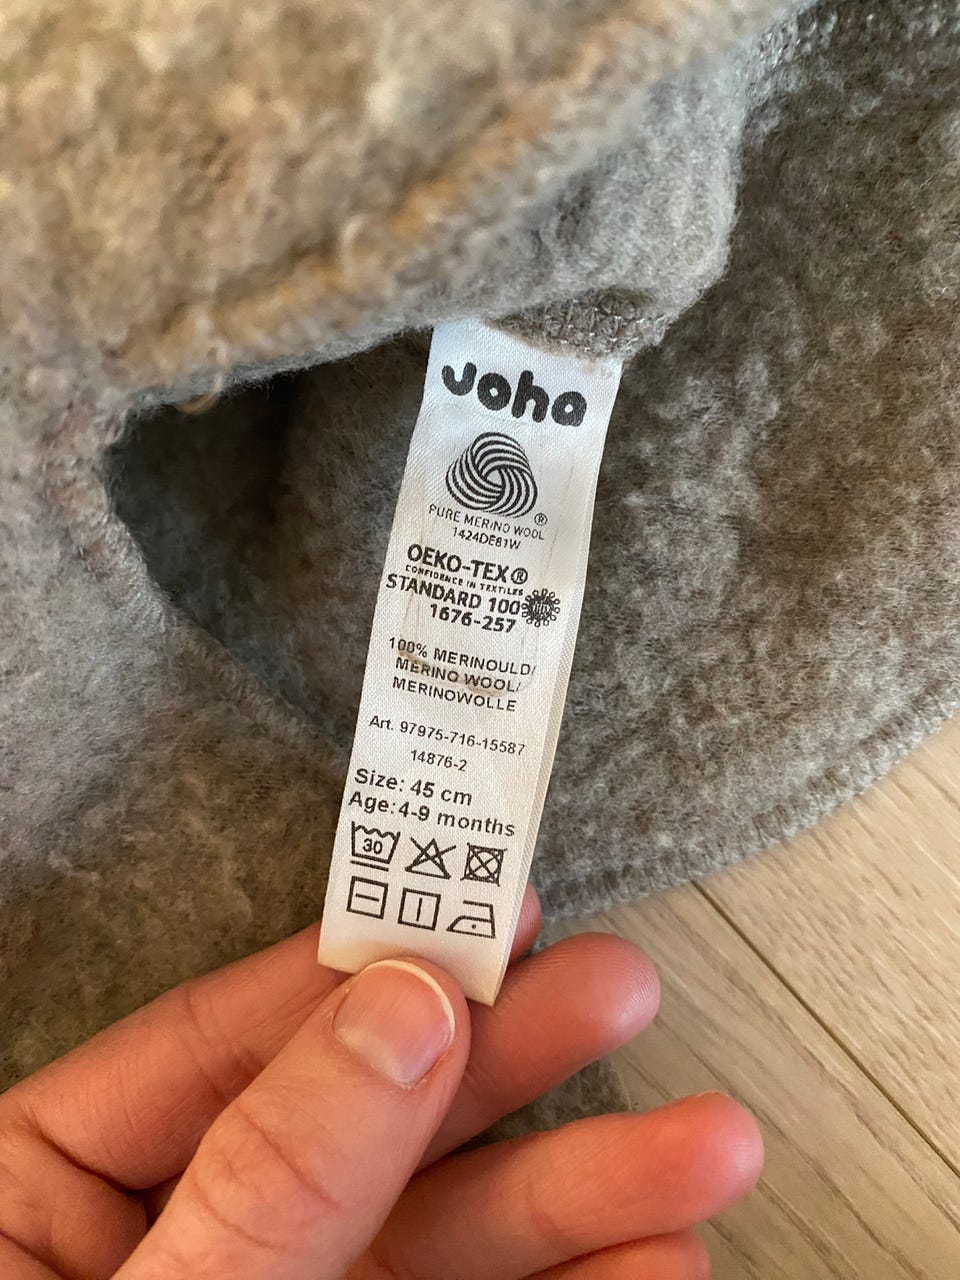 Joha
PURE MERINO WOOL
1424DE81W
OEKO-TEX®
CONFIDENCE IN TEXTILES
STANDARD 100
1676-257
100% MERINOULD/
MERINO WOOL/
MERINOWOLLE
Art. 97975-716-15587
14876-2
Size: 45 cm
Age: 4-9 months
30